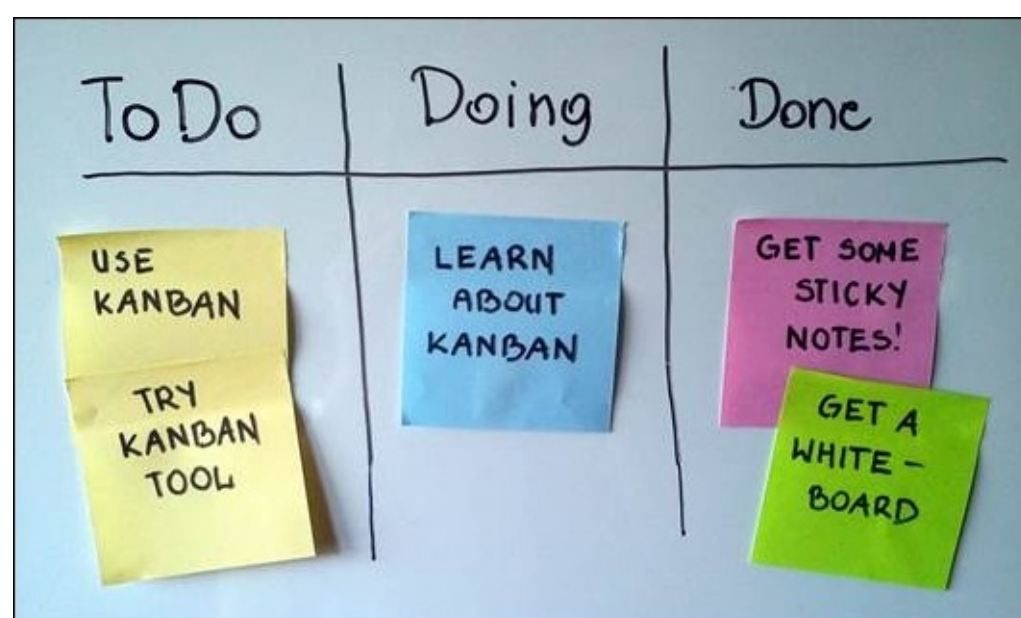 To Do
Doing
Done
USE
KANBAN
TRY
KANBAN
TOOL
LEARN
ABOUT
KANBAN
GET SOME
STICKY
NOTES!
GET A
WHITE -
BOARD